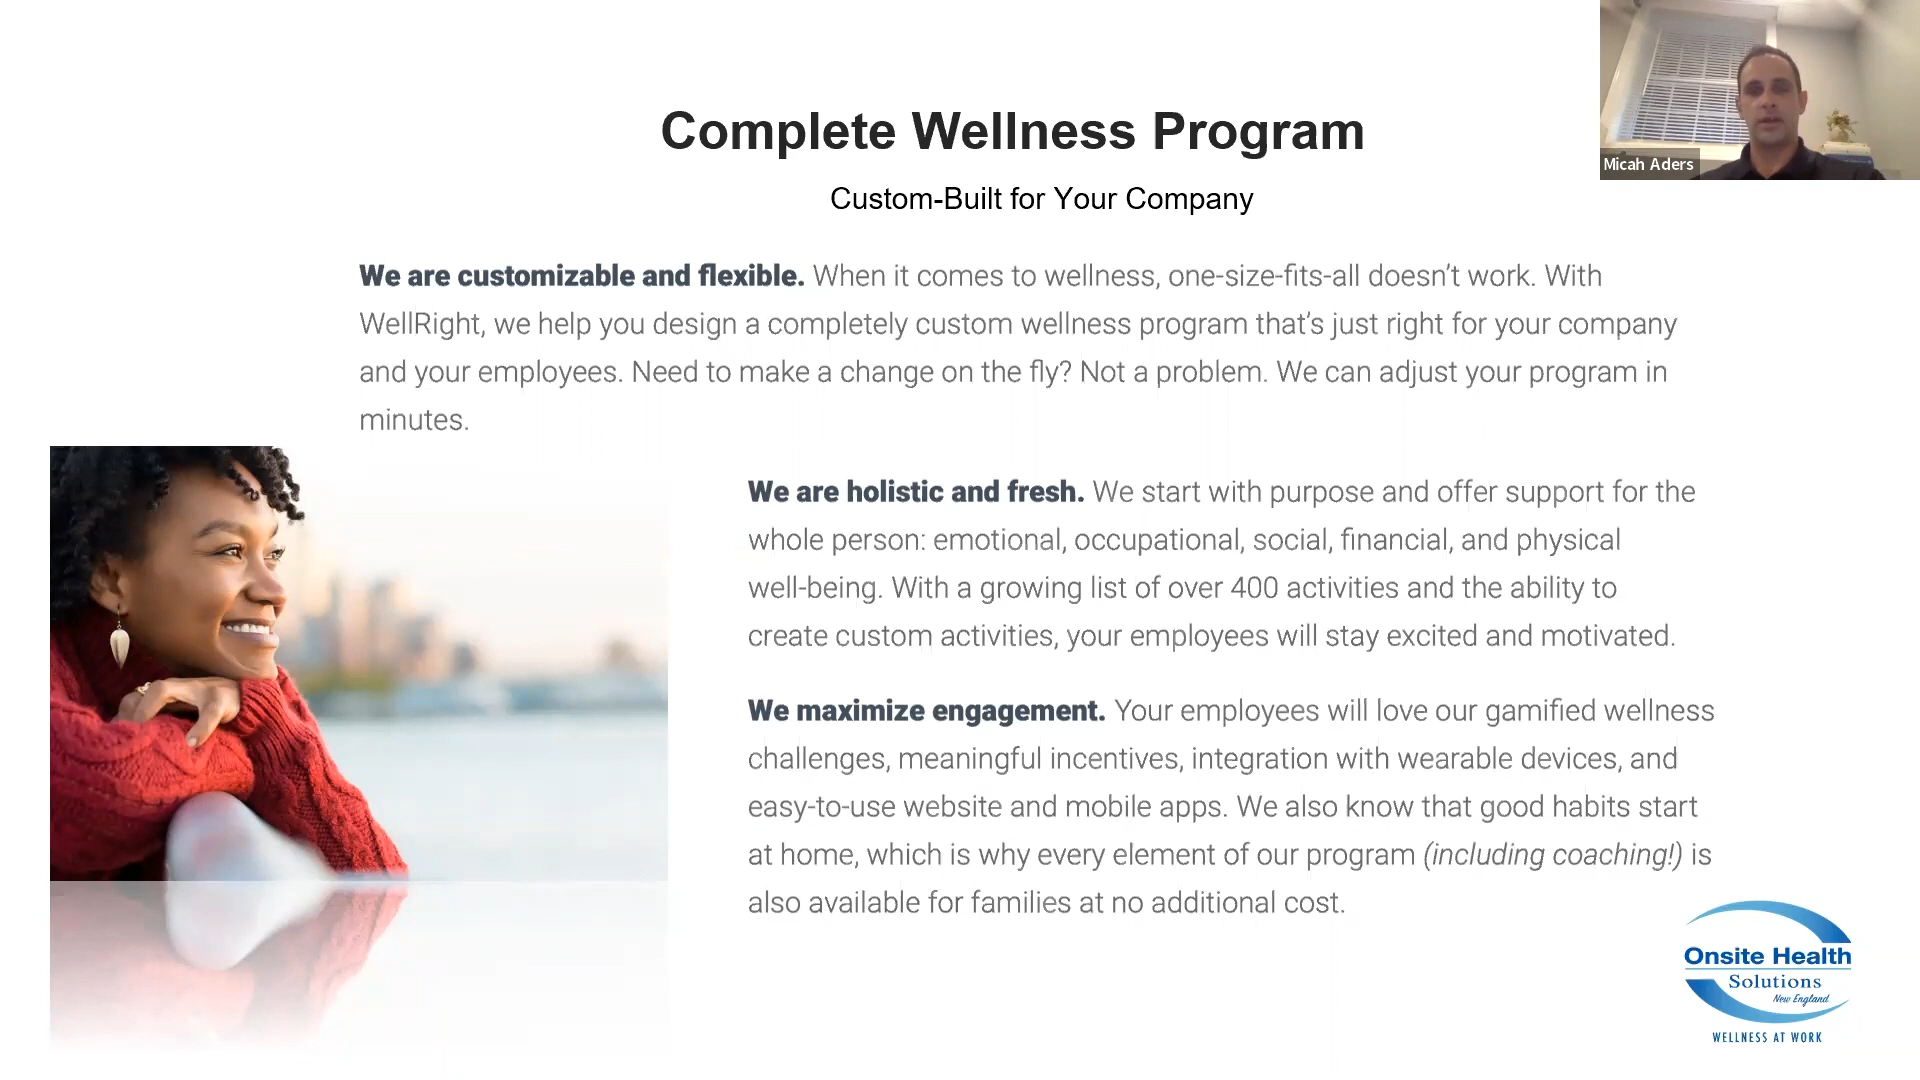 Complete Wellness Program
Custom-Built for Your Company
Micah Aders
We are customizable and flexible. When it comes to wellness, one-size-fits-all doesn’t work. With
WellRight, we help you design a completely custom wellness program that’s just right for your company
and your employees. Need to make a change on the fly? Not a problem. We can adjust your program in
minutes.
We are holistic and fresh. We start with purpose and offer support for the
whole person: emotional, occupational, social, financial, and physical
well-being. With a growing list of over 400 activities and the ability to
create custom activities, your employees will stay excited and motivated.
We maximize engagement. Your employees will love our gamified wellness
challenges, meaningful incentives, integration with wearable devices, and
easy-to-use website and mobile apps. We also know that good habits start
at home, which is why every element of our program (including coaching!) is
also available for families at no additional cost.
Onsite Health
Solutions
New England
WELLNESS AT WORK